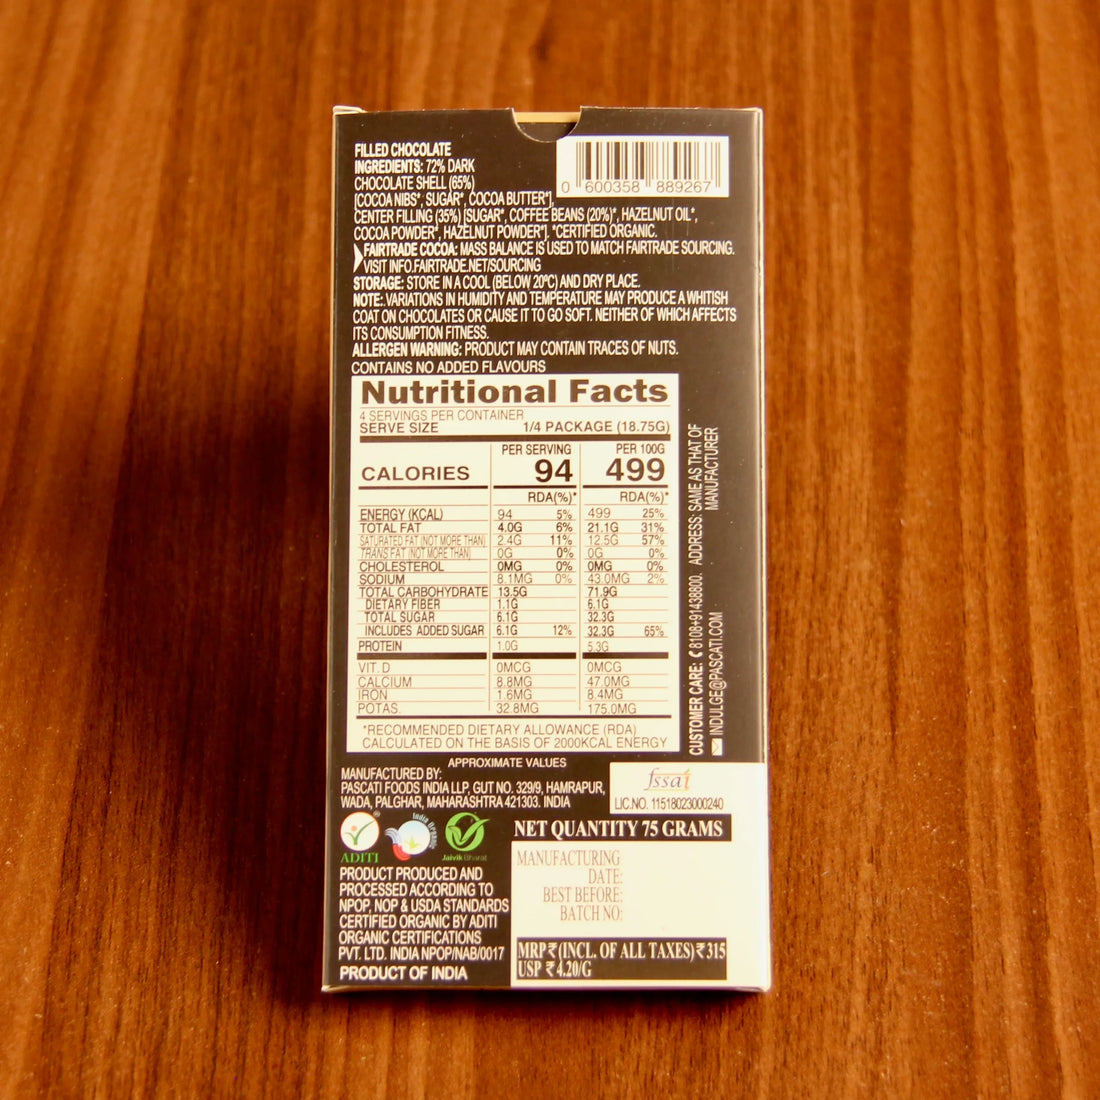 FILLED CHOCOLATE
INGREDIENTS: 72% DARK
CHOCOLATE SHELL (65%)
[COCOA NIBS*, SUGAR*, COCOA BUTTER*],
CENTER FILLING (35%) [SUGAR*, COFFEE BEANS (20%)*, HAZELNUT OIL*,
COCOA POWDER*, HAZELNUT POWDER*]. *CERTIFIED ORGANIC.
FAIRTRADE COCOA: MASS BALANCE IS USED TO MATCH FAIRTRADE SOURCING.
VISIT INFO.FAIRTRADE.NET/SOURCING
STORAGE: STORE IN A COOL (BELOW 20ºC) AND DRY PLACE.
NOTE:.VARIATIONS IN HUMIDITY AND TEMPERATURE MAY PRODUCE A WHITISH
COAT ON CHOCOLATES OR CAUSE IT TO GO SOFT. NEITHER OF WHICH AFFECTS
ITS CONSUMPTION FITNESS.
ALLERGEN WARNING: PRODUCT MAY CONTAIN TRACES OF NUTS.
CONTAINS NO ADDED FLAVOURS
0 600358 889267
Nutritional Facts
4 SERVINGS PER CONTAINER
SERVE SIZE 1/4 PACKAGE (18.75G)
PER SERVING PER 100G
CALORIES 94 499
RDA(%)* RDA(%)*
ENERGY (KCAL) 94 5% 499 25%
TOTAL FAT 4.0G 6% 21.1G 31%
SATURATED FAT (NOT MORE THAN) 2.4G 11% 12.5G 57%
TRANS FAT (NOT MORE THAN) 0G 0% 0G 0%
CHOLESTEROL 0MG 0% 0MG 0%
SODIUM 8.1MG 0% 43.0MG 2%
TOTAL CARBOHYDRATE 13.5G 71.9G
DIETARY FIBER 1.1G 6.1G
TOTAL SUGAR 6.1G 32.3G
INCLUDES ADDED SUGAR 6.1G 12% 32.3G 65%
PROTEIN 1.0G 5.3G
VIT. D 0MCG 0MCG
CALCIUM 8.8MG 47.0MG
IRON 1.6MG 8.4MG
POTAS. 32.8MG 175.0MG
*RECOMMENDED DIETARY ALLOWANCE (RDA)
CALCULATED ON THE BASIS OF 2000KCAL ENERGY
APPROXIMATE VALUES
CUSTOMER CARE: 8108+91438800. ADDRESS: SAME AS THAT OF
MANUFACTURER
INDULGE@PASCATI.COM
MANUFACTURED BY:
PASCATI FOODS INDIA LLP, GUT NO. 329/9, HAMRAPUR,
WADA, PALGHAR, MAHARASHTRA 421303. INDIA
fssai
LIC.NO. 11518023000240
ADITI
India Organic
Jaivik Bharat
PRODUCT PRODUCED AND
PROCESSED ACCORDING TO
NPOP, NOP & USDA STANDARDS
CERTIFIED ORGANIC BY ADITI
ORGANIC CERTIFICATIONS
PVT. LTD. INDIA NPOP/NAB/0017
PRODUCT OF INDIA
NET QUANTITY 75 GRAMS
MANUFACTURING
DATE:
BEST BEFORE:
BATCH NO:
MRP ₹ (INCL. OF ALL TAXES) ₹ 315
USP ₹ 4.20/G